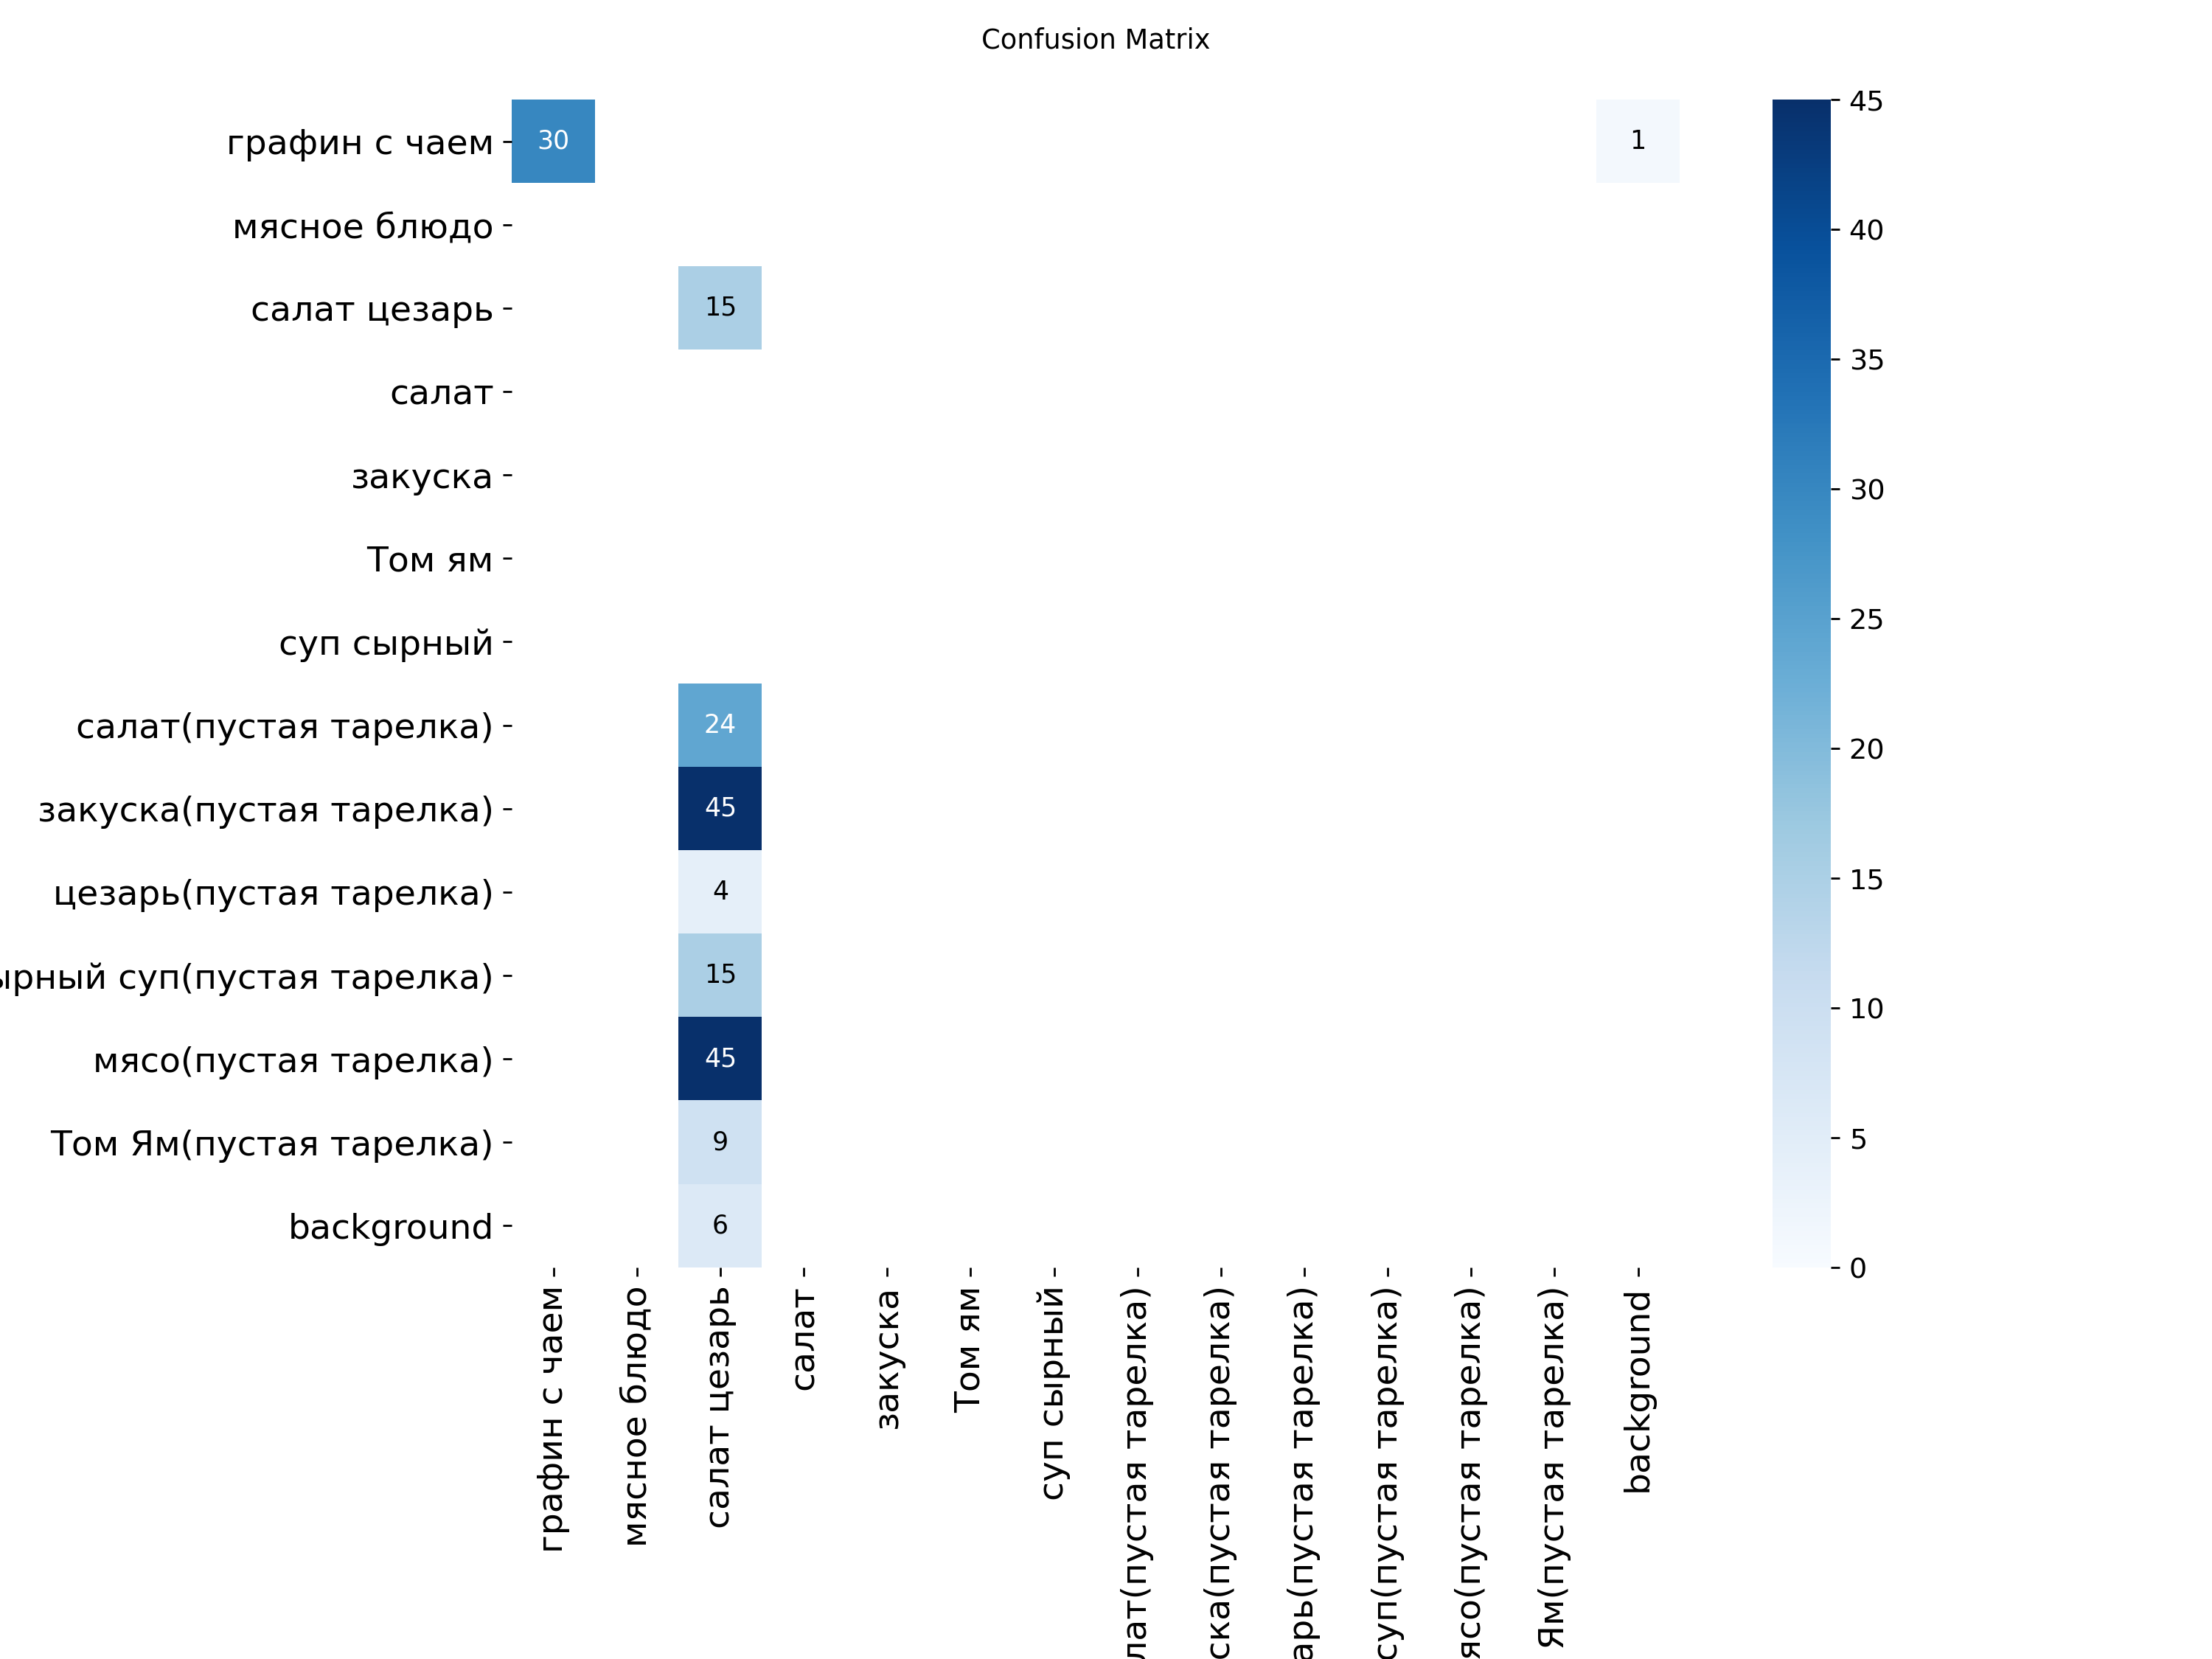 Confusion Matrix
графин с чаем
30
1
мясное блюдо
салат цезарь
15
салат
закуска
Том ям
суп сырный
салат(пустая тарелка)
24
закуска(пустая тарелка)
45
цезарь(пустая тарелка)
4
ырный суп(пустая тарелка)
15
мясо(пустая тарелка)
45
Том Ям(пустая тарелка)
9
background
6
графин с чаем
мясное блюдо
салат цезарь
салат
закуска
Том ям
суп сырный
лат(пустая тарелка)
ска(пустая тарелка)
арь(пустая тарелка)
суп(пустая тарелка)
ясо(пустая тарелка)
Ям(пустая тарелка)
background
45
40
35
30
25
20
15
10
5
0